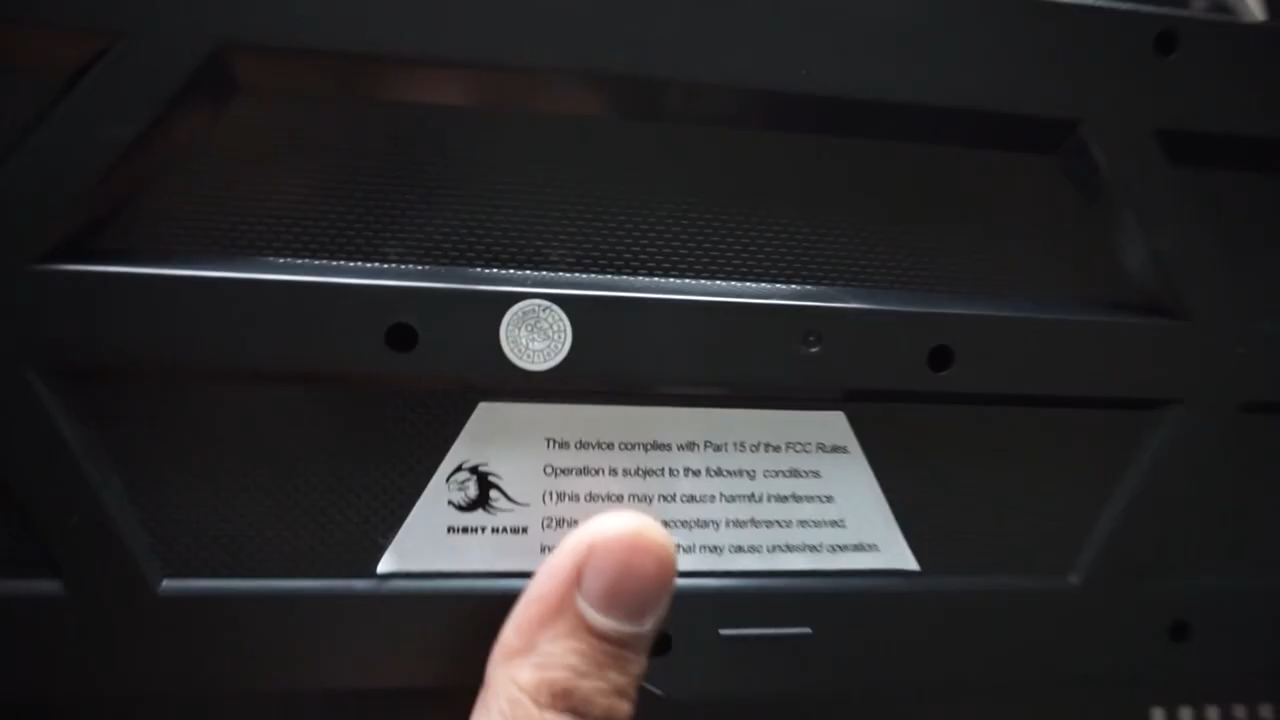 This device complies with Part 15 of the FCC Rules.
Operation is subject to the following conditions.
(1)this device may not cause harmful interference
(2)this acceptany interference received,
that may cause undesired operation.
NIGHT HAWK